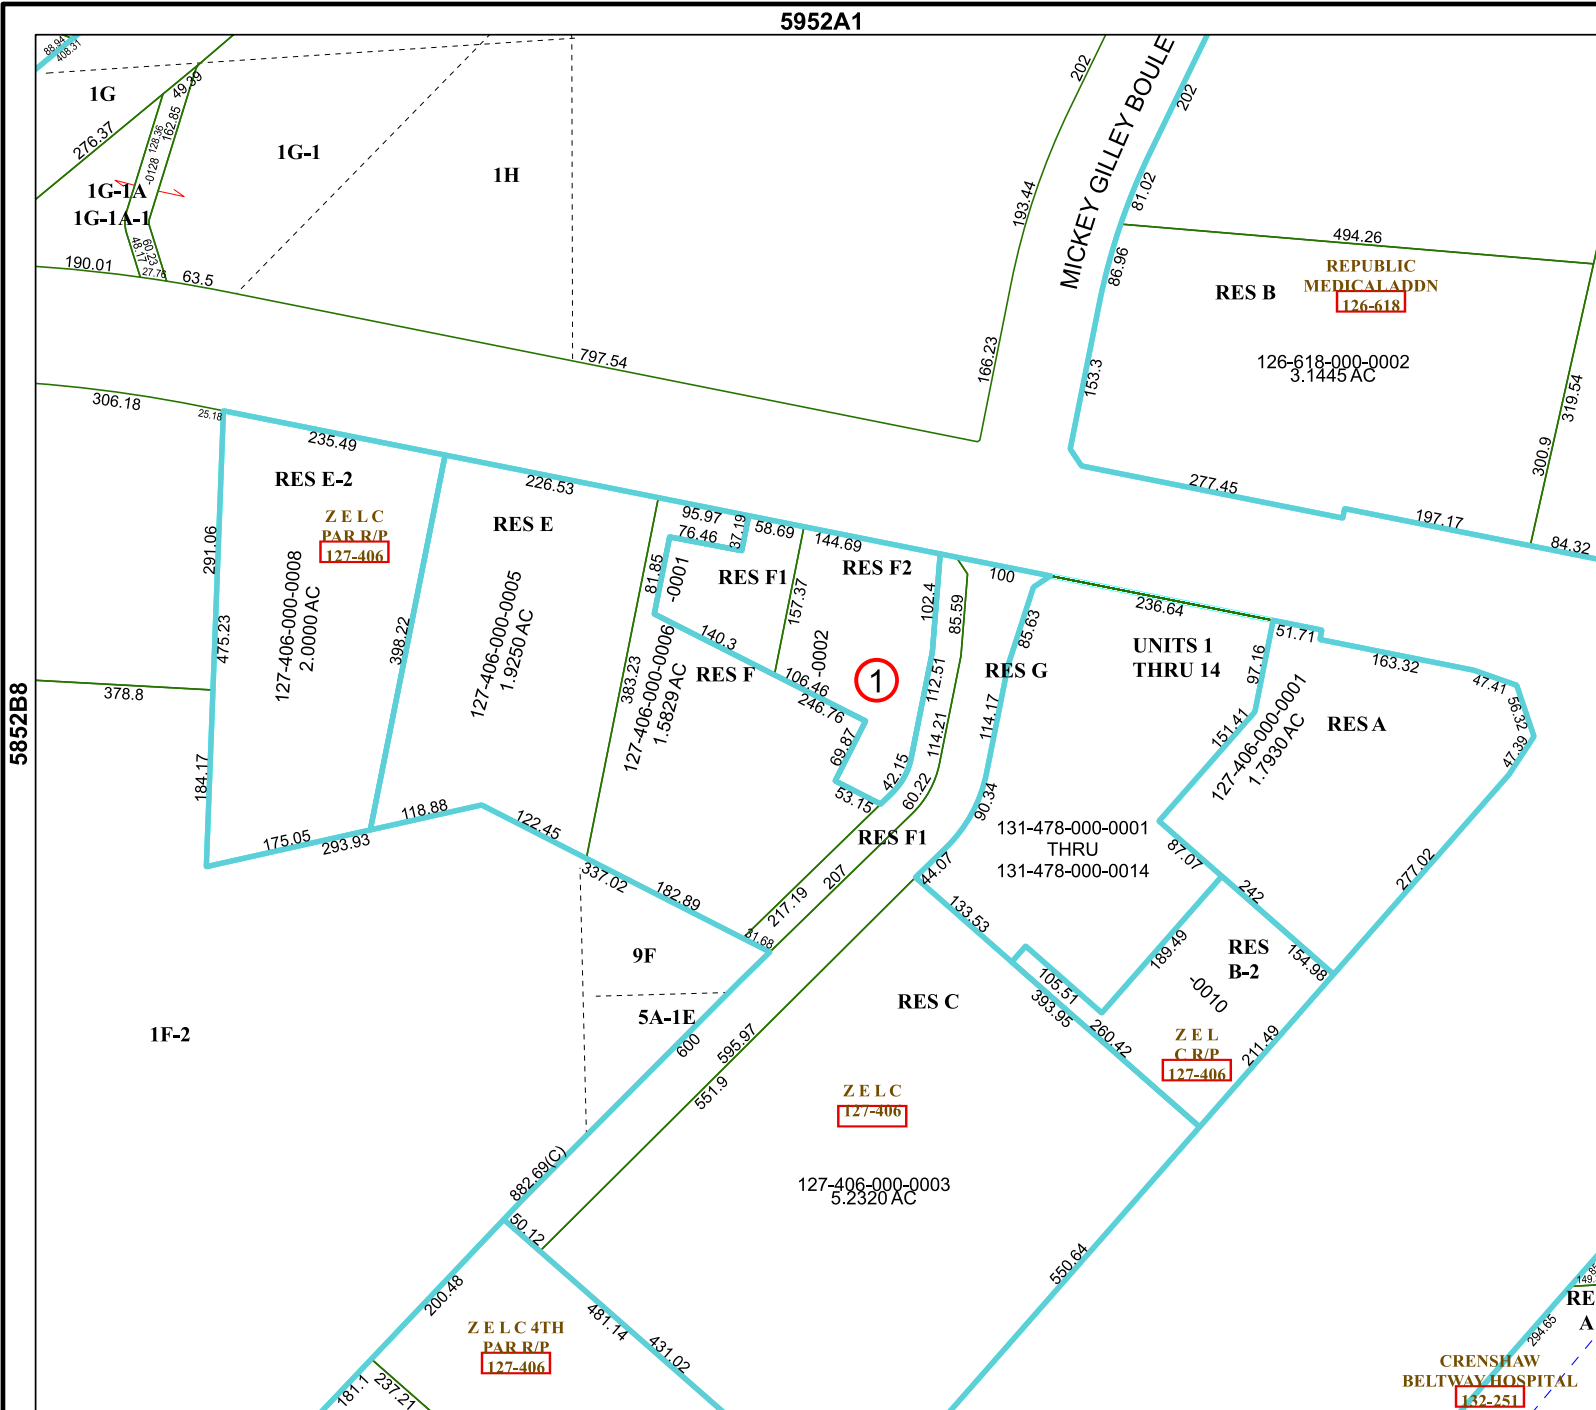 5952A1
88.94
408.31
1G
49.39
276.37
128.36
162.85
-0128
1G-1
1H
1G-1A
1G-1A-1
48.17
60.23
27.76
190.01
63.5
797.54
202
MICKEY GILLEY BOULE
202
193.44
81.02
86.96
166.23
153.3
494.26
REPUBLIC
MEDICAL ADDN
126-618
RES B
126-618-000-0002
3.1445 AC
319.54
300.9
277.45
197.17
84.32
306.18
25.18
235.49
RES E-2
Z E L C
PAR R/P
127-406
291.06
475.23
184.17
127-406-000-0008
2.0000 AC
378.8
5852B8
398.22
175.05
293.93
118.88
226.53
RES E
127-406-000-0005
1.9250 AC
383.23
122.45
337.02
182.89
95.97
76.46
37.19
58.69
81.85
-0001
RES F1
140.3
157.37
127-406-000-0006
1.5829 AC
RES F
144.69
RES F2
-0002
106.46
246.76
1
69.87
53.15
42.15
102.4
112.51
85.59
114.21
60.22
RES F1
207
217.19
31.68
100
85.63
RES G
114.17
90.34
44.07
236.64
UNITS 1
THRU 14
131-478-000-0001
THRU
131-478-000-0014
51.71
97.16
151.41
163.32
47.41
56.32
47.39
RES A
127-406-000-0001
1.7930 AC
87.07
242
154.98
277.02
133.53
105.51
393.95
260.42
189.49
RES
B-2
-0010
Z E L
C R/P
127-406
211.49
9F
5A-1E
1F-2
600
595.97
551.9
882.69(C)
RES C
Z E L C
127-406
127-406-000-0003
5.2320 AC
550.64
50.12
200.48
481.14
431.02
Z E L C 4TH
PAR R/P
127-406
181.1
237.21
RE
A
294.65
CRENSHAW
BELTWAY HOSPITAL
132-251